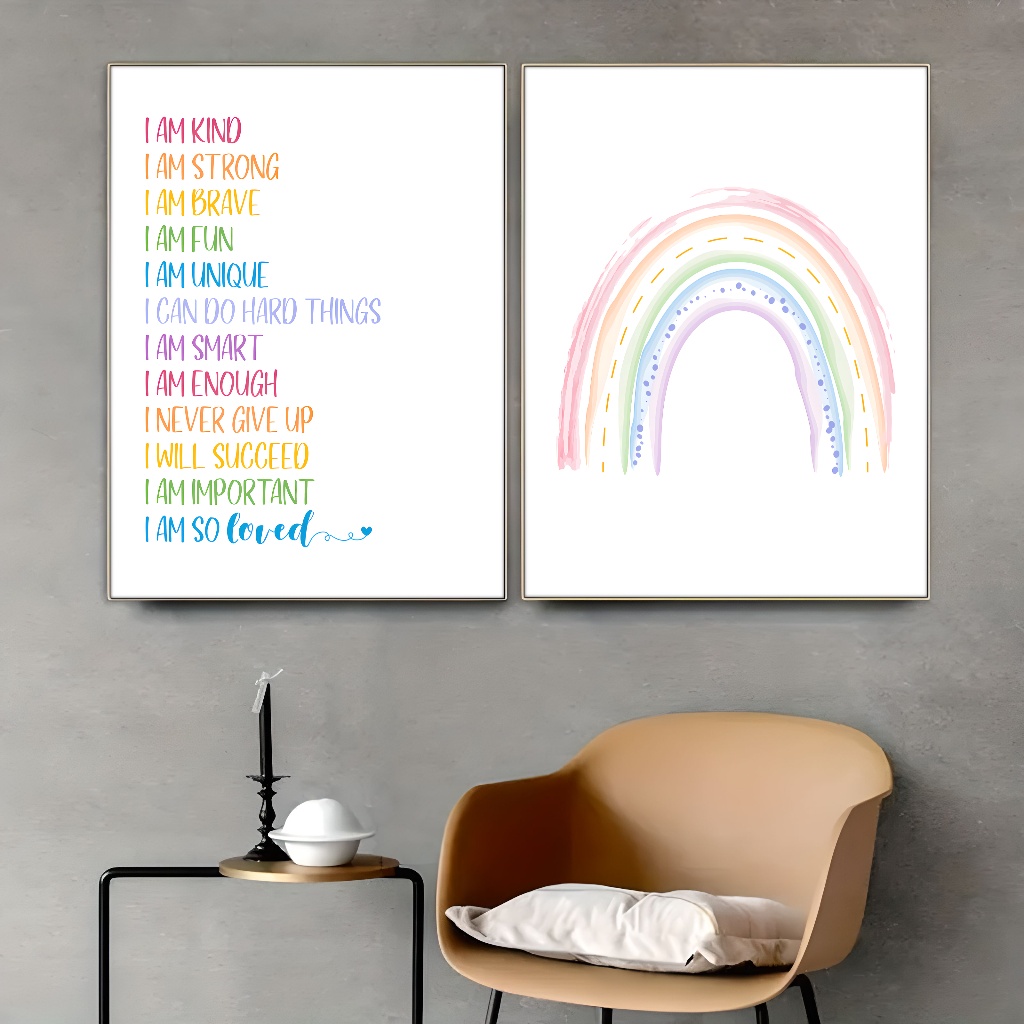 I AM KIND
I AM STRONG
I AM BRAVE
I AM FUN
I AM UNIQUE
I CAN DO HARD THINGS
I AM SMART
I AM ENOUGH
I NEVER GIVE UP
I WILL SUCCEED
I AM IMPORTANT
I AM SO loved